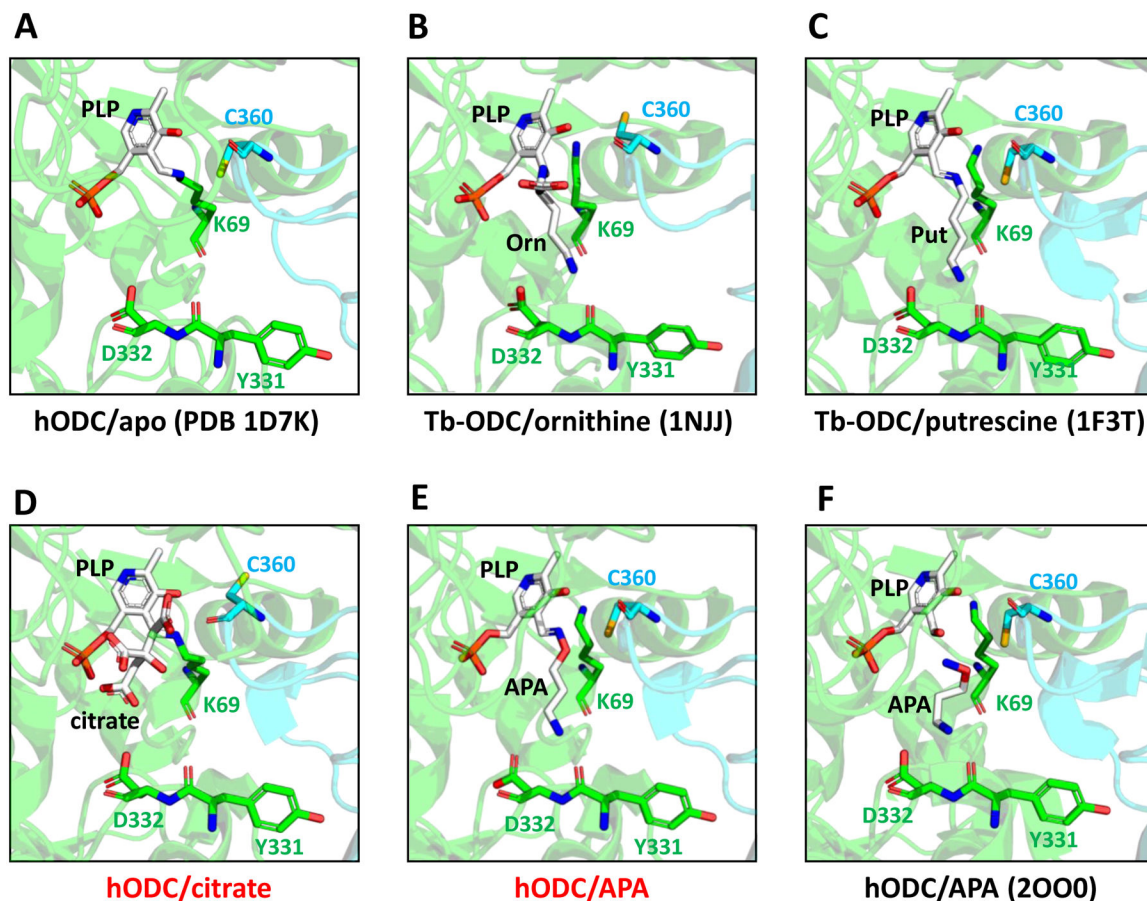 A
PLP
C360
K69
D332
Y331
hODC/apo (PDB 1D7K)
B
PLP
C360
K69
Orn
D332
Y331
Tb-ODC/ornithine (1NJJ)
C
PLP
C360
K69
Put
D332
Y331
Tb-ODC/putrescine (1F3T)
D
PLP
C360
K69
citrate
D332
Y331
hODC/citrate
E
PLP
C360
APA
K69
D332
Y331
hODC/APA
F
PLP
C360
APA
K69
D332
Y331
hODC/APA (2OO0)